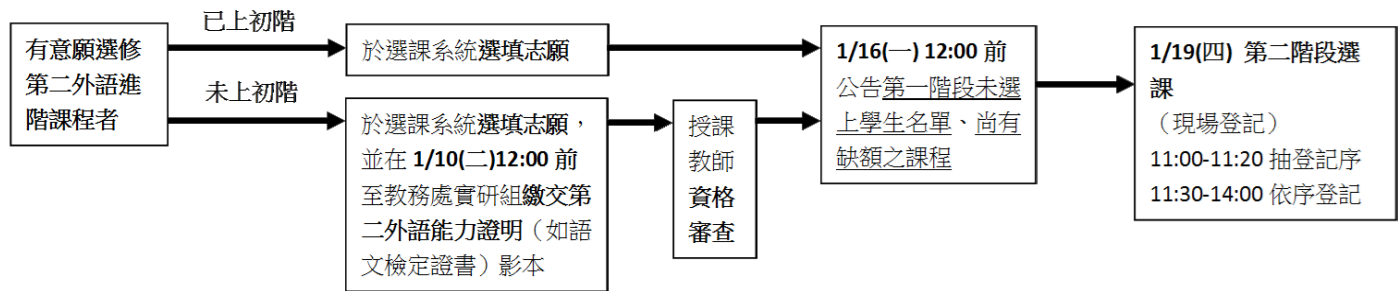 有意願選修
第二外語進
階課程者
已上初階
未上初階
於選課系統選填志願
於選課系統選填志願，
並在 1/10(二)12:00 前
至教務處實研組繳交第
二外語能力證明（如語
文檢定證書）影本
授課
教師
資格
審查
1/16(一) 12:00 前
公告第一階段未選
上學生名單、尚有
缺額之課程
1/19(四) 第二階段選
課
（現場登記）
11:00-11:20 抽登記序
11:30-14:00 依序登記